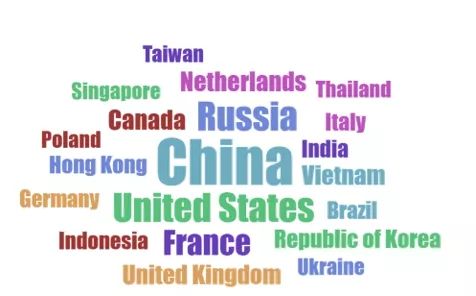 Taiwan
Singapore Netherlands Thailand
Canada Russia Italy
Poland China India
Hong Kong Vietnam
Germany United States Brazil
Indonesia France Republic of Korea
United Kingdom Ukraine